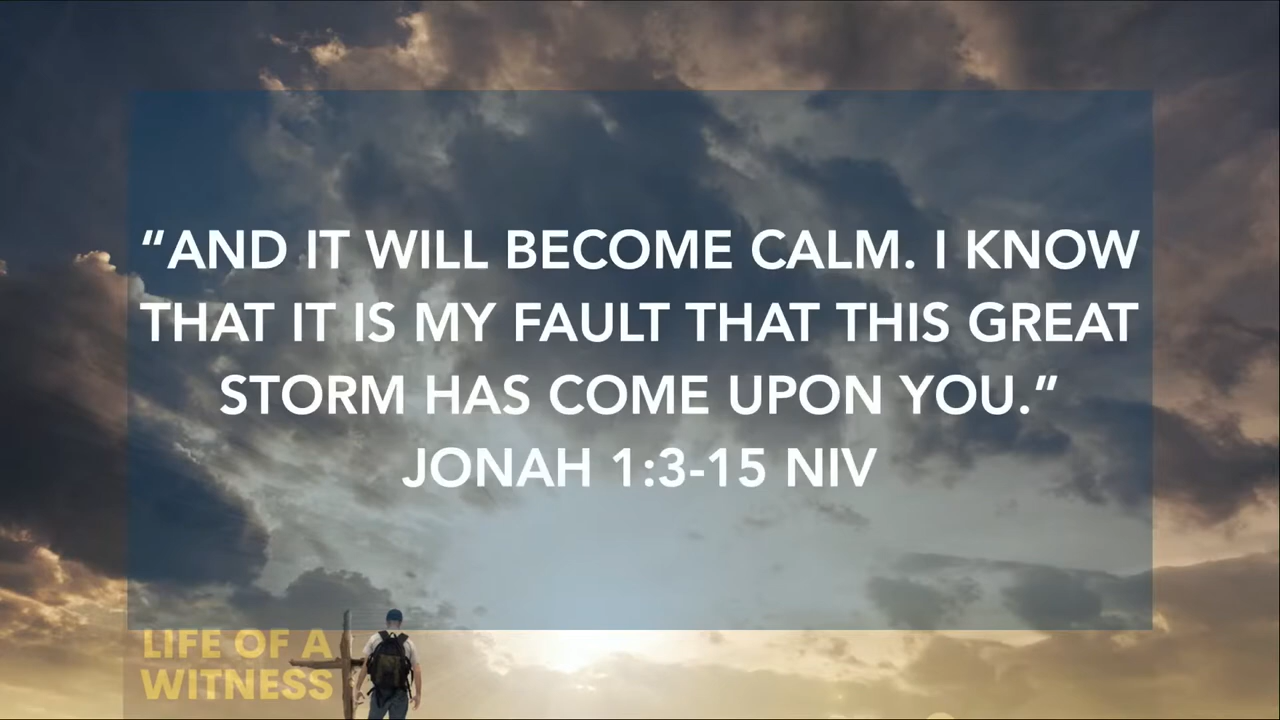 “AND IT WILL BECOME CALM. I KNOW
THAT IT IS MY FAULT THAT THIS GREAT
STORM HAS COME UPON YOU.”
JONAH 1:3-15 NIV
LIFE OF A
WITNESS